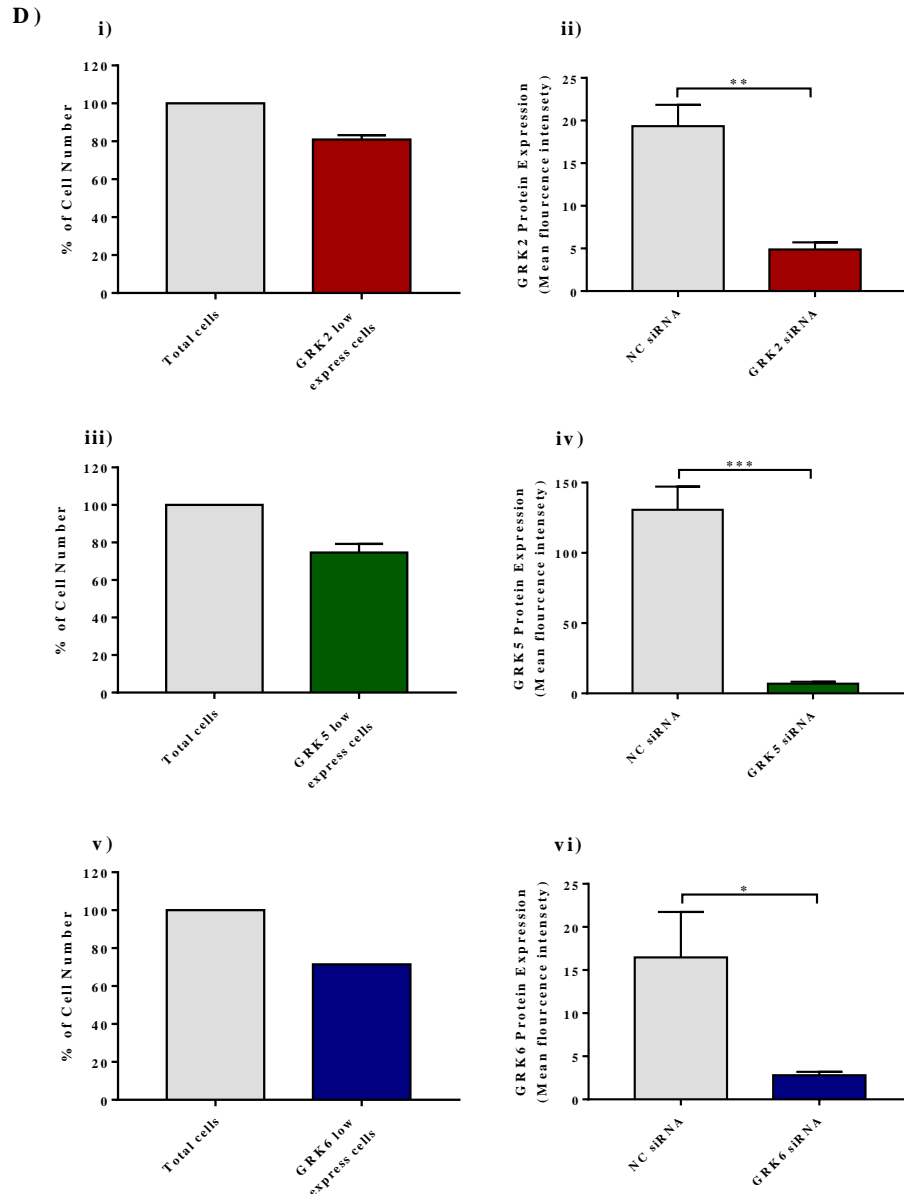 D)
i)
% of Cell Number
120
100
80
60
40
20
0
Total cells
GRK2 low
express cells
ii)
GRK2 Protein Expression
(Mean flourcence intensety)
25
20
15
10
5
0
**
NC siRNA
GRK2 siRNA
iii)
% of Cell Number
120
100
80
60
40
20
0
Total cells
GRK5 low
express cells
iv)
GRK5 Protein Expression
(Mean flourcence intensety)
150
100
50
0
***
NC siRNA
GRK5 siRNA
v)
% of Cell Number
120
100
80
60
40
20
0
Total cells
GRK6 low
express cells
vi)
GRK6 Protein Expression
(Mean flourcence intensety)
25
20
15
10
5
0
*
NC siRNA
GRK6 siRNA